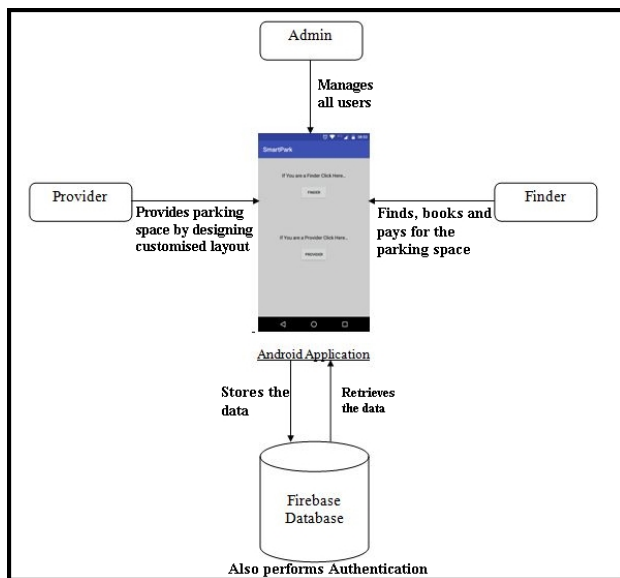 Admin
Manages
all users
SmartPark
If You are a Finder Click Here..
FINDER
Provider
Provides parking
space by designing
customised layout
Finder
Finds, books and
pays for the
parking space
If You are a Provider Click Here..
PROVIDER
Android Application
Stores the
data
Retrieves
the data
Firebase
Database
Also performs Authentication